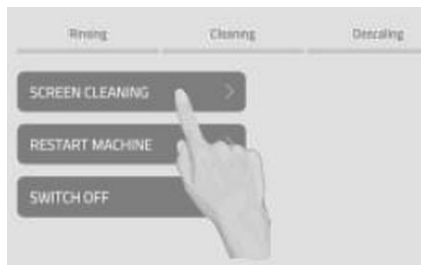 Rinsing Cleaning Descaling
SCREEN CLEANING
RESTART MACHINE
SWITCH OFF